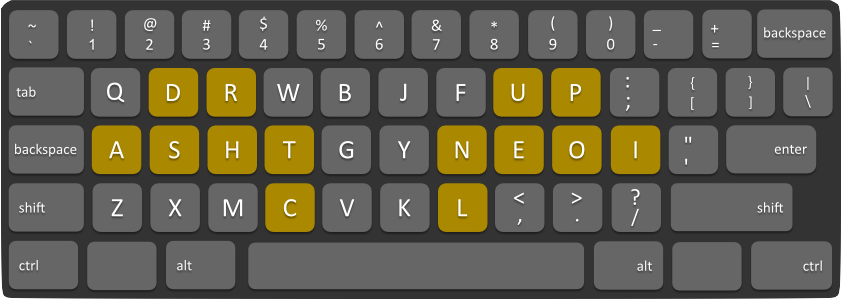 ~ ! @ # $ % ^ & * ( ) _ + backspace
` 1 2 3 4 5 6 7 8 9 0 - =
tab Q D R W B J F U P : { } |
; [ ] \
backspace A S H T G Y N E O I " enter
'
shift Z X M C V K L < > ? shift
, . /
ctrl alt alt ctrl